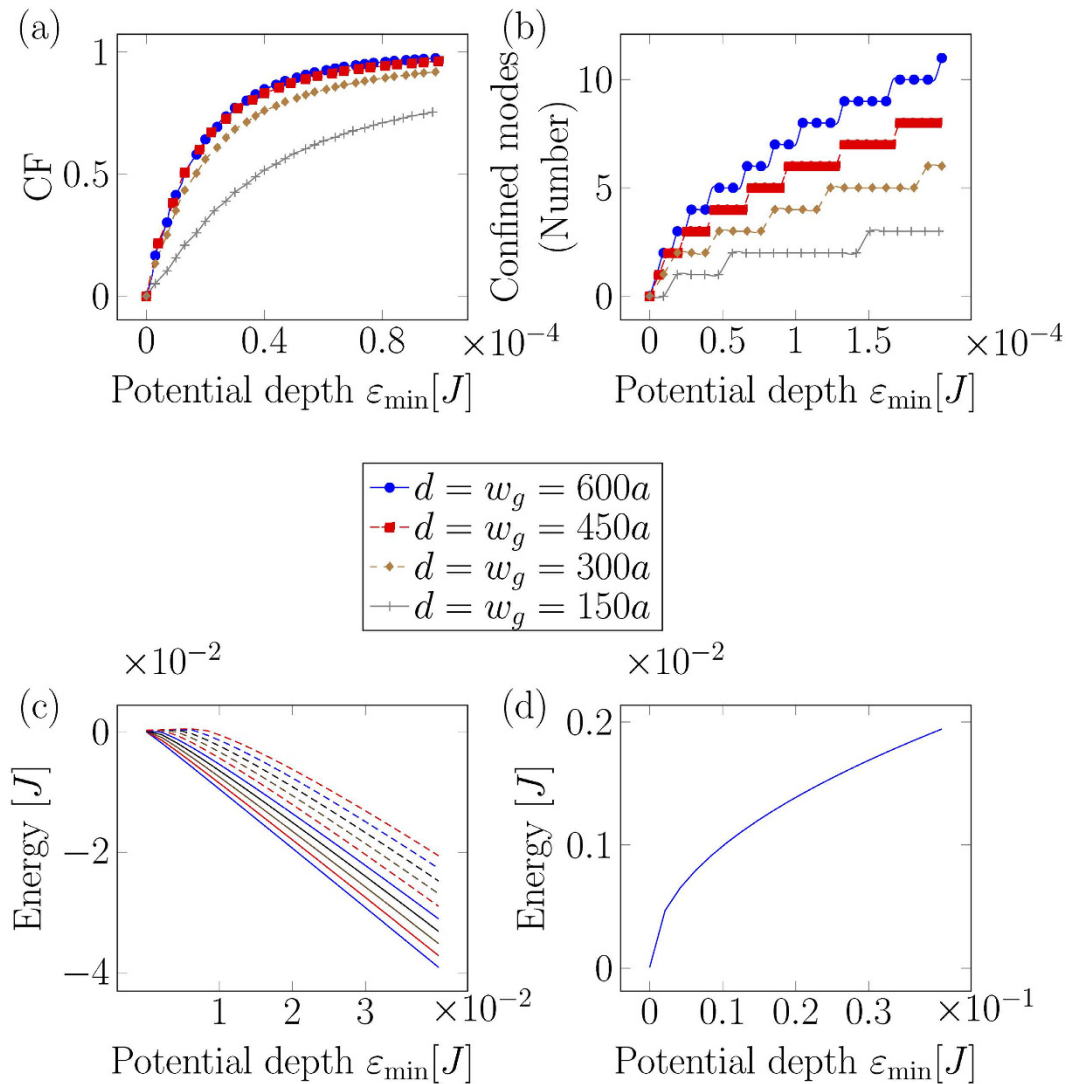 (a)
1
0.5
0
CF
0
0.4
0.8
×10⁻⁴
Potential depth ε_min[J]
(b)
10
5
0
Confined modes
(Number)
0
0.5
1
1.5
×10⁻⁴
Potential depth ε_min[J]
d = w_g = 600a
d = w_g = 450a
d = w_g = 300a
d = w_g = 150a
(c)
×10⁻²
0
−2
−4
Energy [J]
1
2
3
×10⁻²
Potential depth ε_min[J]
(d)
×10⁻²
0.2
0.1
0
Energy [J]
0
0.1
0.2
0.3
×10⁻¹
Potential depth ε_min[J]